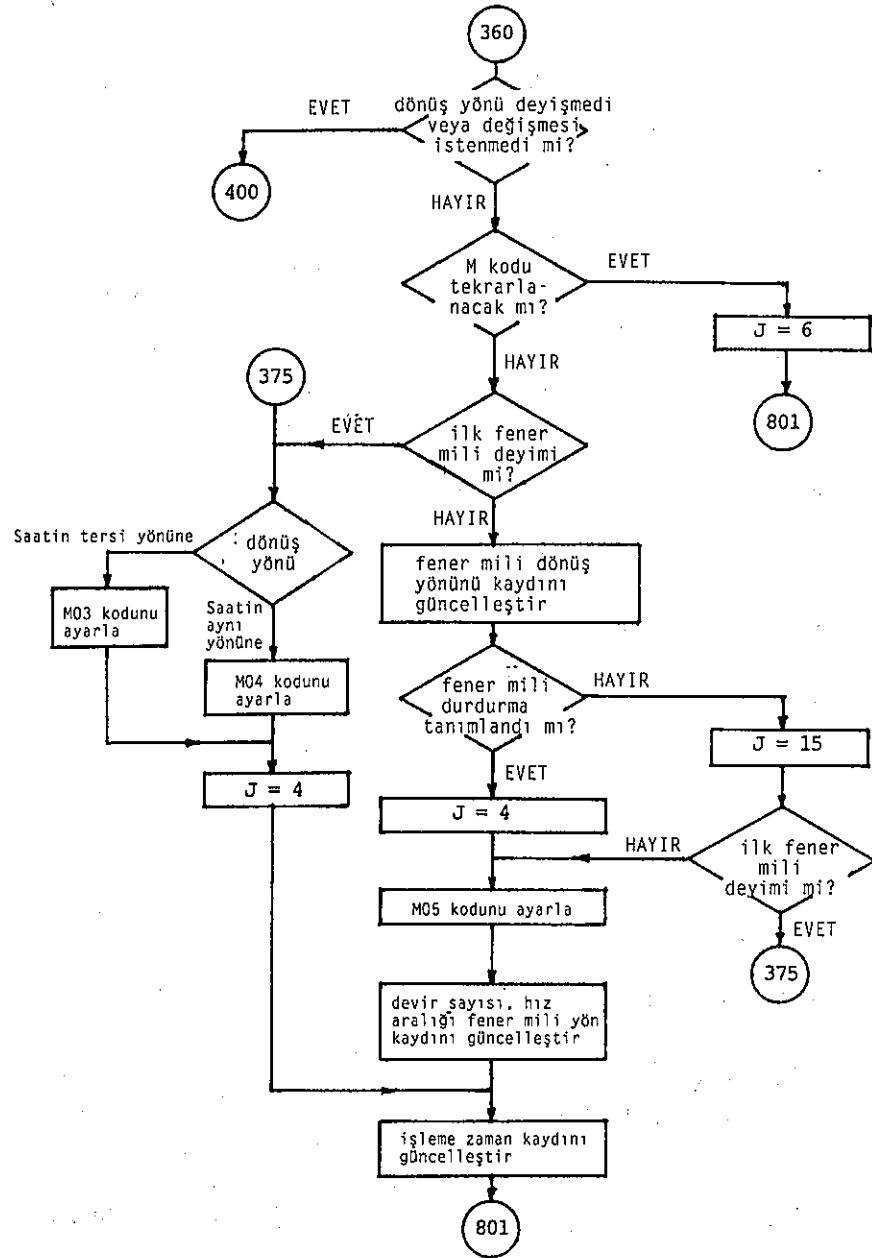 360
EVET
dönüş yönü deyişmedi
veya değişmesi
istenmedi mi?
400
HAYIR
M kodu
tekrarla-
nacak mı?
EVET
J = 6
801
HAYIR
375
EVET
ilk fener
mili deyimi
mi?
HAYIR
Saatin tersi yönüne
dönüş
yönü
fener mili dönüş
yönünü kaydını
güncelleştir
M03 kodunu
ayarla
Saatin
aynı
yönüne
M04 kodunu
ayarla
fener mili
durdurma
tanımlandı mı?
HAYIR
J = 15
EVET
J = 4
J = 4
HAYIR
ilk fener
mili
deyimi mi?
M05 kodunu ayarla
EVET
375
devir sayısı, hız
aralığı fener mili yön
kaydını güncelleştir
işleme zaman kaydını
güncelleştir
801